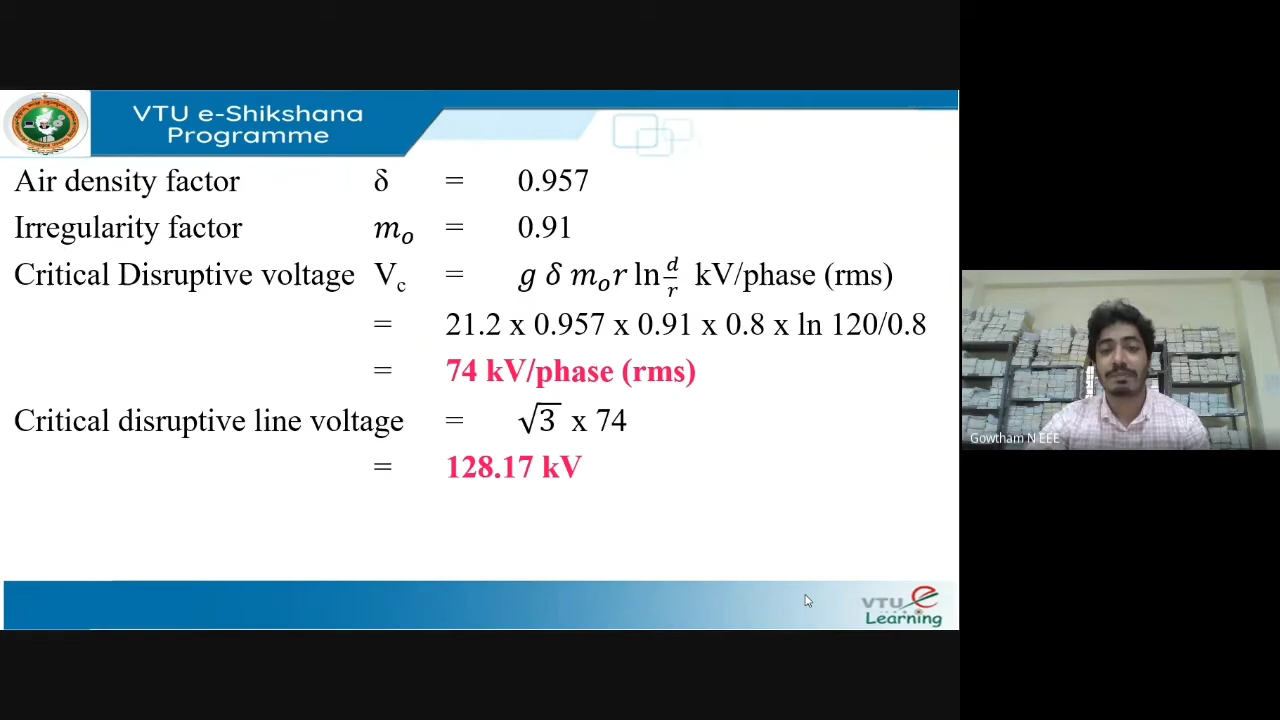 VTU e-Shikshana
Programme
Air density factor δ = 0.957
Irregularity factor mₒ = 0.91
Critical Disruptive voltage V_c = g δ mₒr ln d/r kV/phase (rms)
= 21.2 x 0.957 x 0.91 x 0.8 x ln 120/0.8
= 74 kV/phase (rms)
Critical disruptive line voltage = √3 x 74
= 128.17 kV
VTU e
Learning
Gowtham N EEE